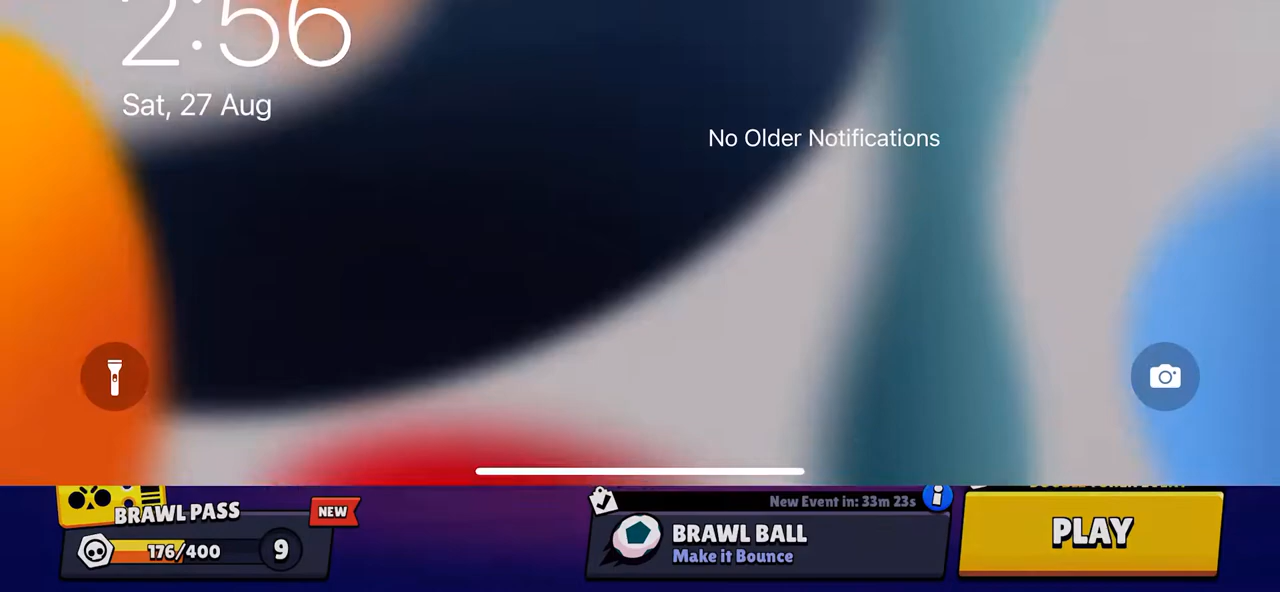 2:56
Sat, 27 Aug
No Older Notifications
New Event in: 33m 23s
BRAWL PASS
NEW
176/400
9
BRAWL BALL
Make it Bounce
PLAY